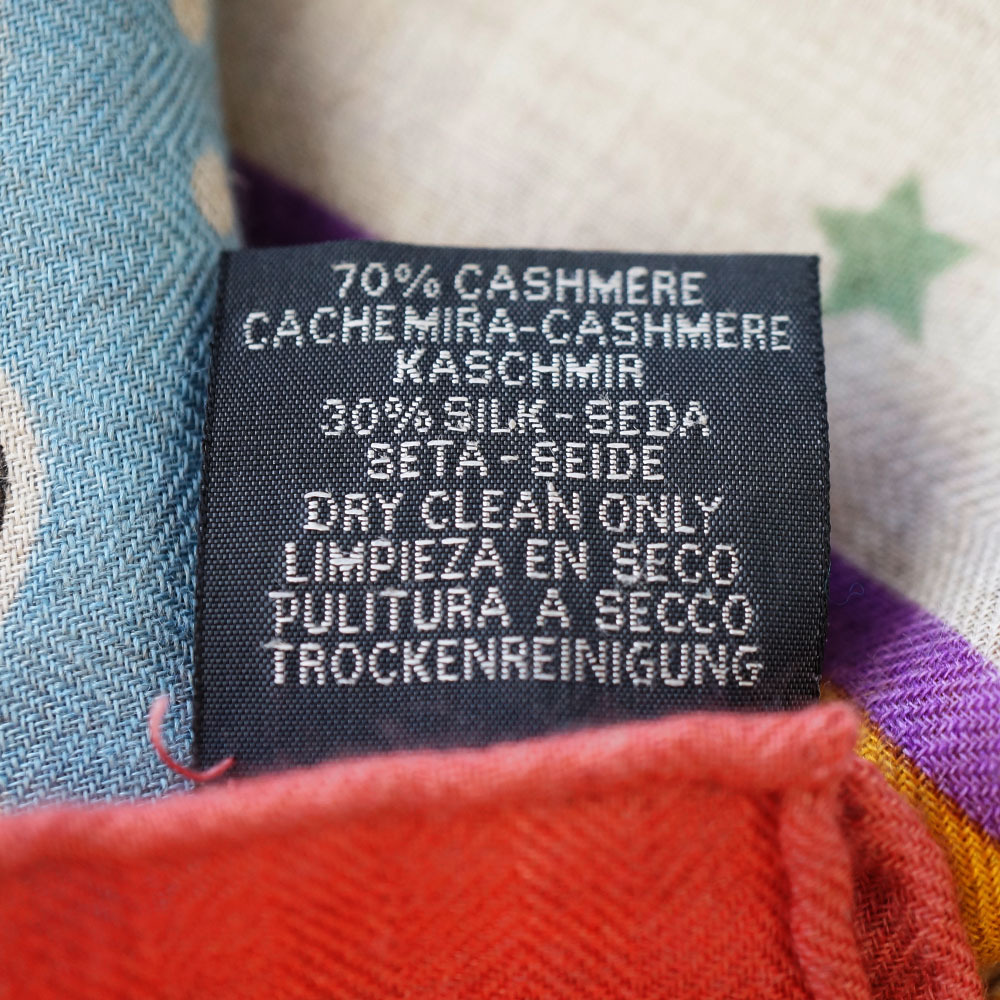 70% CASHMERE
CACHEMIRA-CASHMERE
KASCHMIR
30% SILK - SEDA
SETA - SEIDE
DRY CLEAN ONLY
LIMPIEZA EN SECO
PULITURA A SECCO
TROCKENREINIGUNG